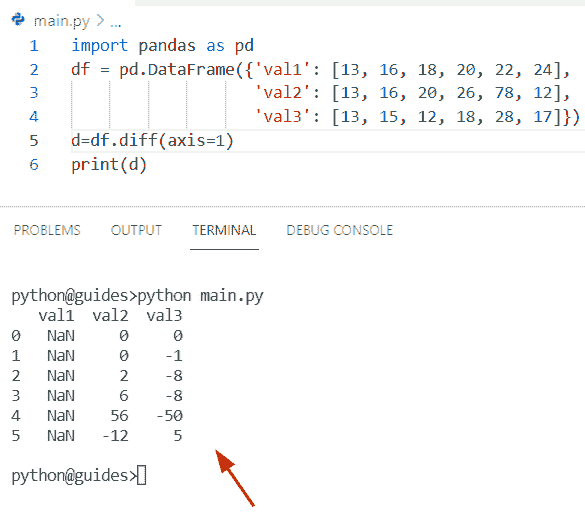 main.py > ...
1 import pandas as pd
2 df = pd.DataFrame({'val1': [13, 16, 18, 20, 22, 24],
3 'val2': [13, 16, 20, 26, 78, 12],
4 'val3': [13, 15, 12, 18, 28, 17]})
5 d=df.diff(axis=1)
6 print(d)
PROBLEMS OUTPUT TERMINAL DEBUG CONSOLE
python@guides>python main.py
val1 val2 val3
0 NaN 0 0
1 NaN 0 -1
2 NaN 2 -8
3 NaN 6 -8
4 NaN 56 -50
5 NaN -12 5
python@guides>